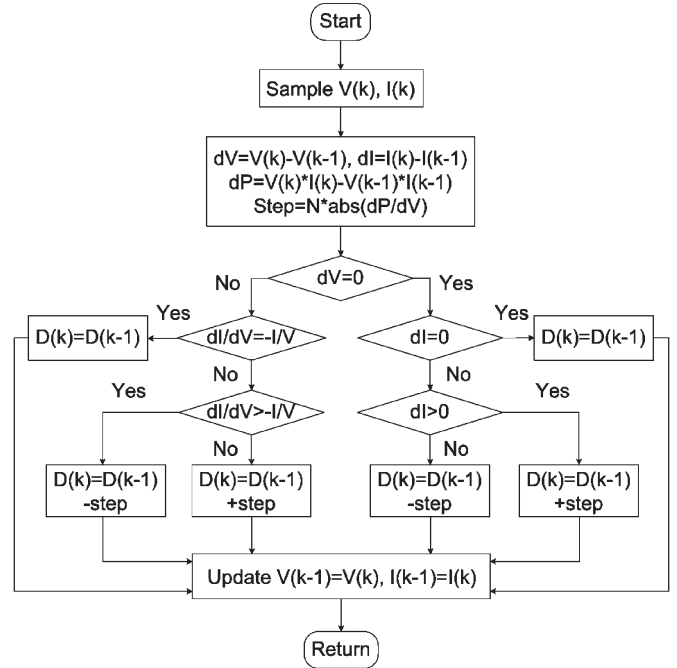 Start
Sample V(k), I(k)
dV=V(k)-V(k-1), dI=I(k)-I(k-1)
dP=V(k)*I(k)-V(k-1)*I(k-1)
Step=N*abs(dP/dV)
dV=0
No
Yes
Yes
dI/dV=-I/V
D(k)=D(k-1)
dI=0
Yes
D(k)=D(k-1)
No
No
Yes
dI/dV>-I/V
dI>0
Yes
No
No
D(k)=D(k-1)
-step
D(k)=D(k-1)
+step
D(k)=D(k-1)
-step
D(k)=D(k-1)
+step
Update V(k-1)=V(k), I(k-1)=I(k)
Return